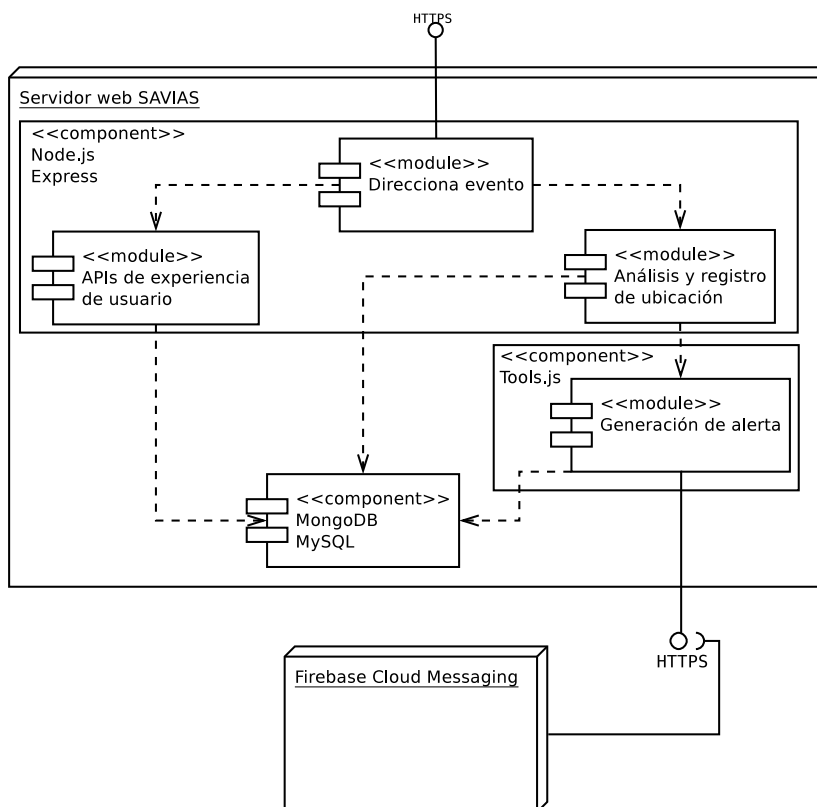 HTTPS
Servidor web SAVIAS
<<component>>
Node.js
Express
<<module>>
Direcciona evento
<<module>>
APIs de experiencia
de usuario
<<module>>
Análisis y registro
de ubicación
<<component>>
Tools.js
<<module>>
Generación de alerta
<<component>>
MongoDB
MySQL
HTTPS
Firebase Cloud Messaging